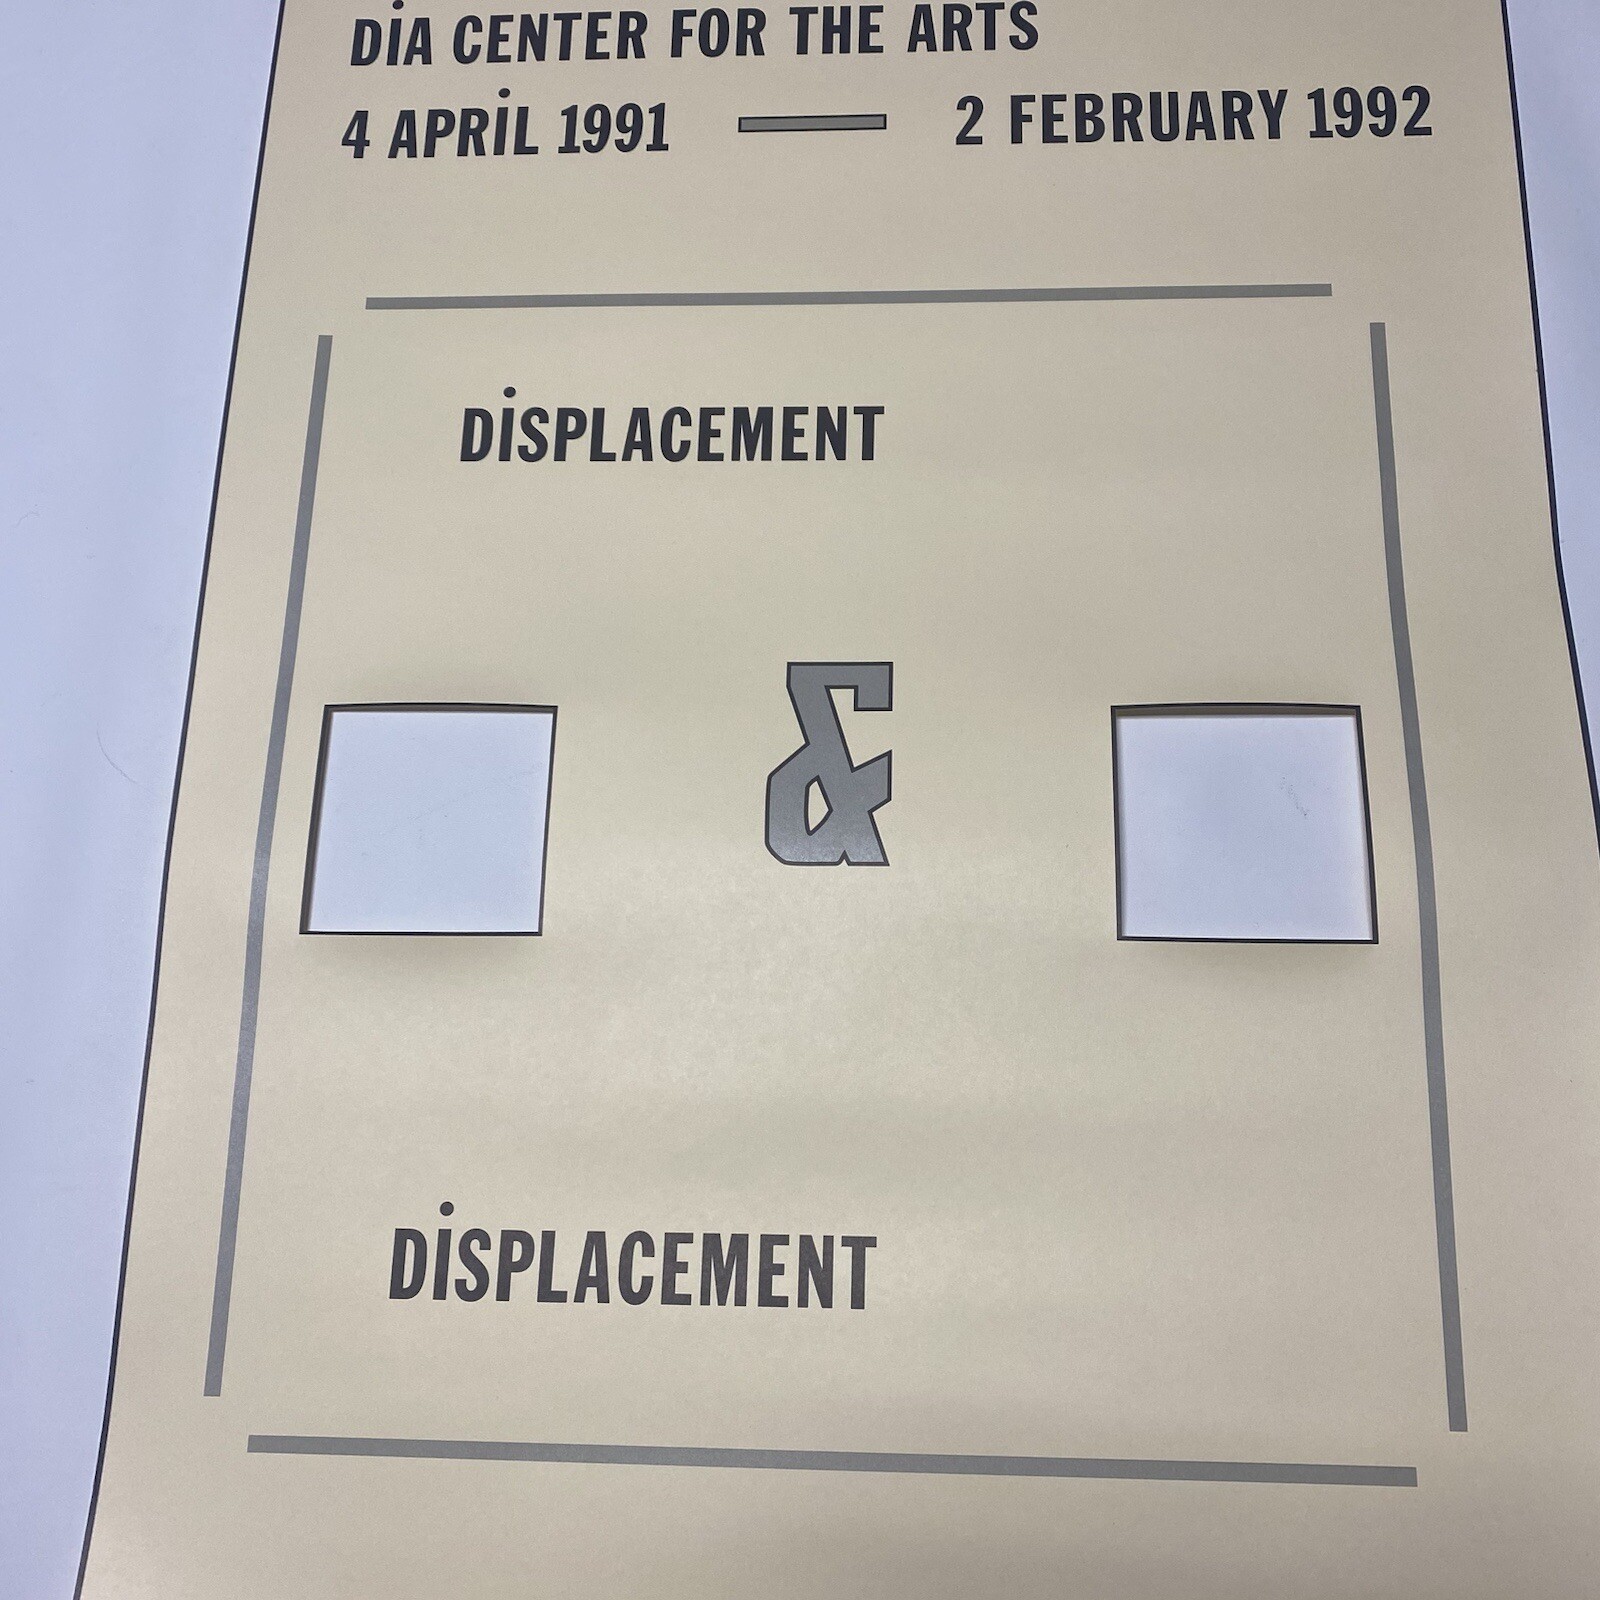 DiA CENTER FOR THE ARTS
4 APRiL 1991 — 2 FEBRUARY 1992
DiSPLACEMENT
&
DiSPLACEMENT